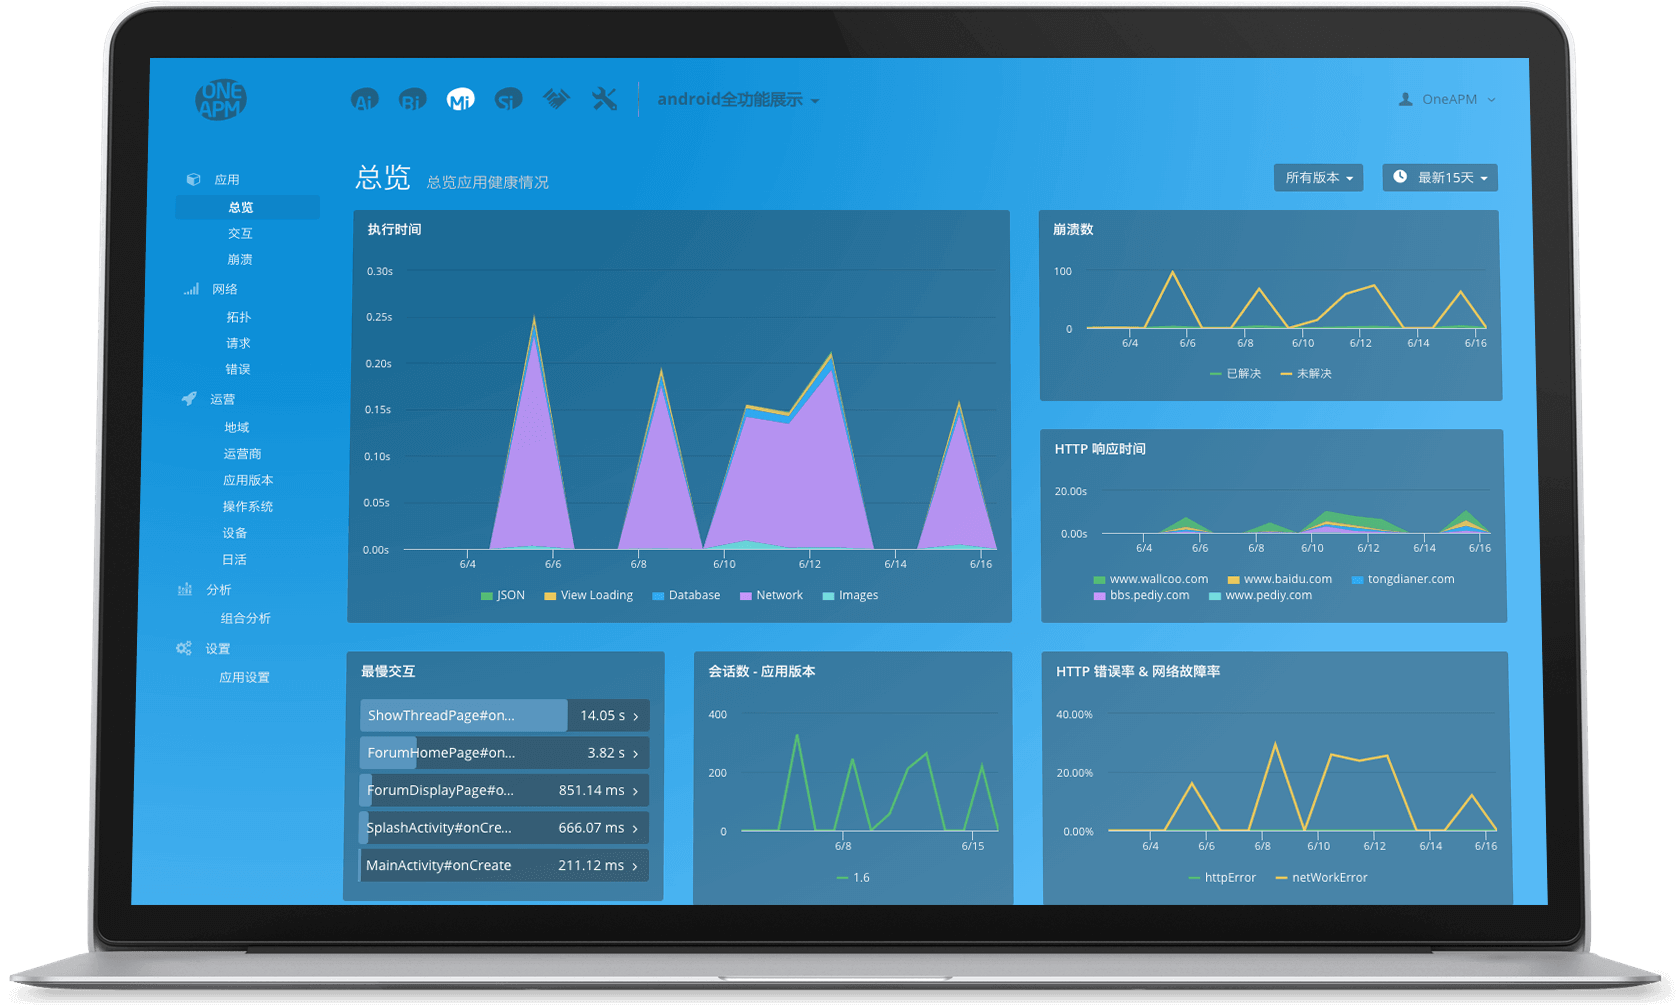 ONE
APM
Ai Bi Mi Si android全功能展示
OneAPM
应用
总览
交互
崩溃
网络
拓扑
请求
错误
运营
地域
运营商
应用版本
操作系统
设备
日活
分析
组合分析
设置
应用设置
总览 总览应用健康情况
所有版本 最新15天
执行时间
0.30s
0.25s
0.20s
0.15s
0.10s
0.05s
0.00s
6/4 6/6 6/8 6/10 6/12 6/14 6/16
JSON View Loading Database Network Images
崩溃数
100
0
6/4 6/6 6/8 6/10 6/12 6/14 6/16
已解决 未解决
HTTP 响应时间
20.00s
0.00s
6/4 6/6 6/8 6/10 6/12 6/14 6/16
www.wallcoo.com www.baidu.com tongdianer.com
bbs.pediy.com www.pediy.com
最慢交互
ShowThreadPage#on... 14.05 s
ForumHomePage#on... 3.82 s
ForumDisplayPage#o... 851.14 ms
SplashActivity#onCre... 666.07 ms
MainActivity#onCreate 211.12 ms
会话数 - 应用版本
400
200
0
6/8 6/15
1.6
HTTP 错误率 & 网络故障率
40.00%
20.00%
0.00%
6/4 6/6 6/8 6/10 6/12 6/14 6/16
httpError netWorkError